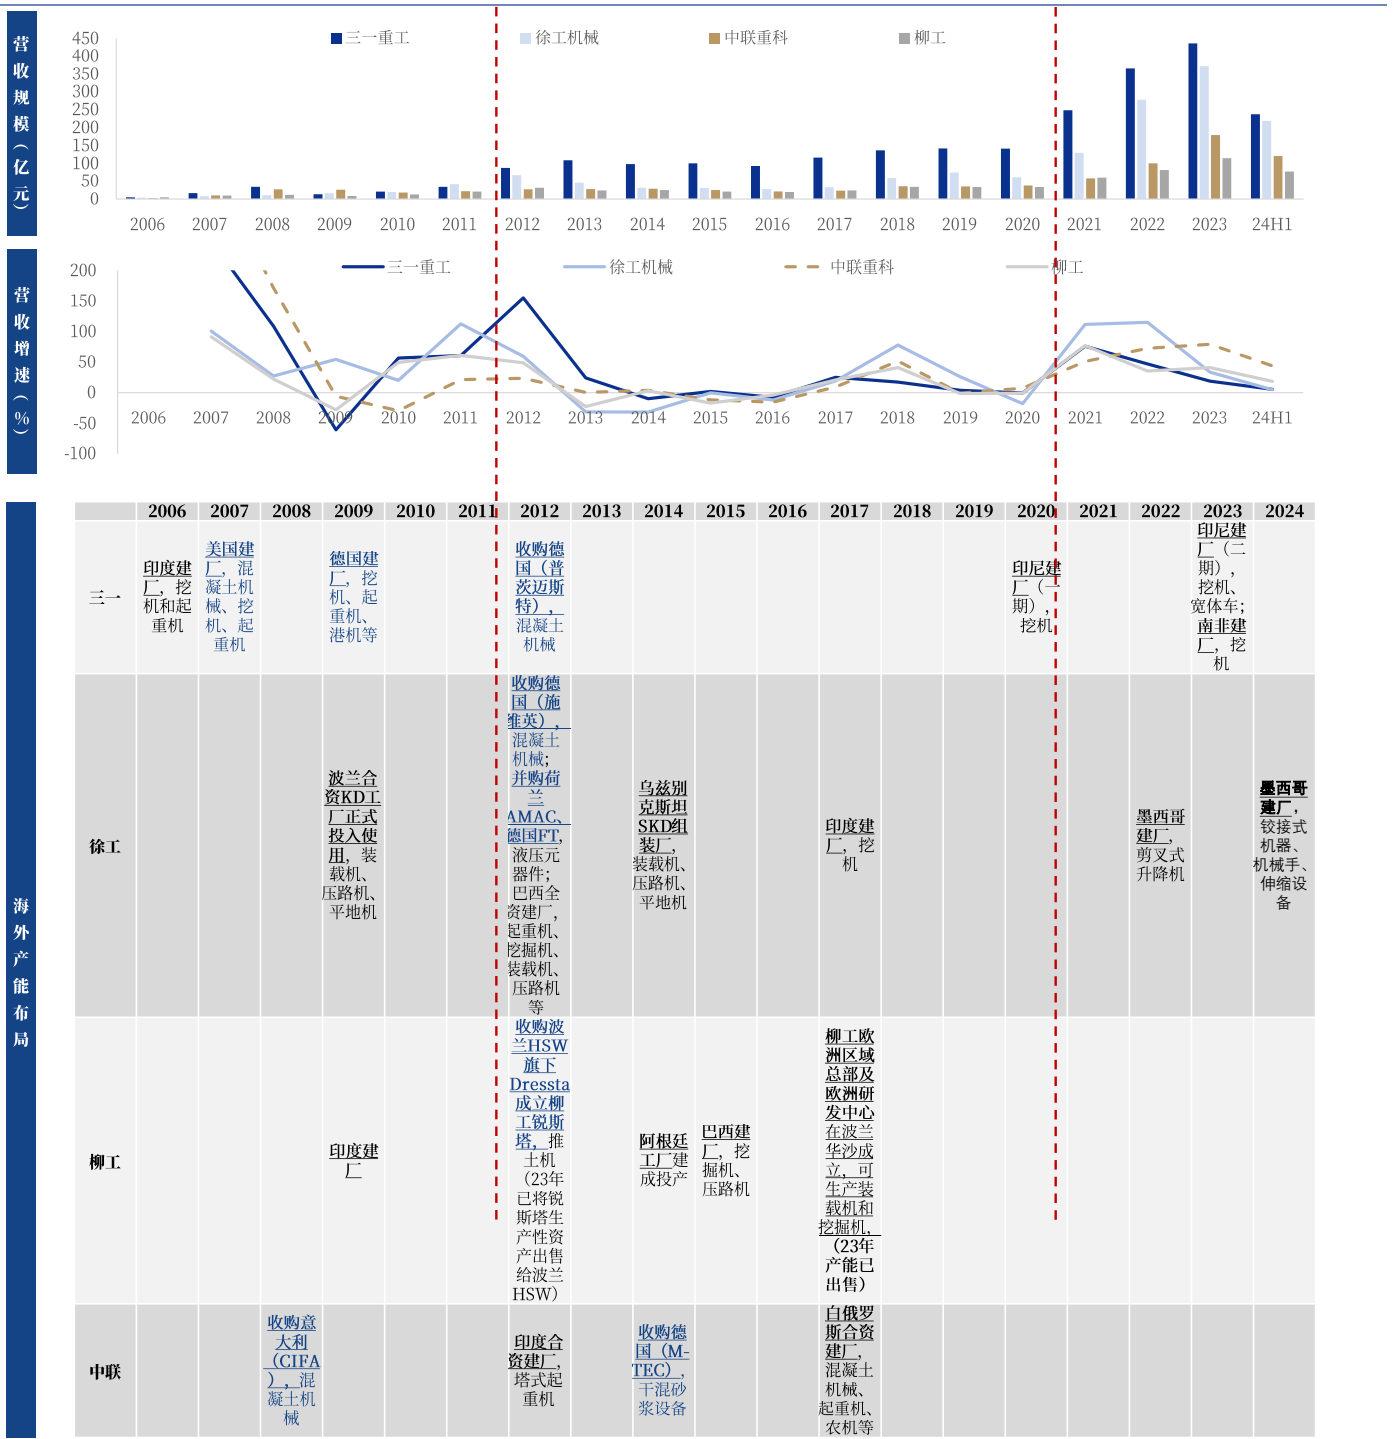 营收规模（亿元）
三一重工 徐工机械 中联重科 柳工
450
400
350
300
250
200
150
100
50
0
2006 2007 2008 2009 2010 2011 2012 2013 2014 2015 2016 2017 2018 2019 2020 2021 2022 2023 24H1
营收增速（%）
三一重工 徐工机械 中联重科 柳工
200
150
100
50
0
-50
-100
2006 2007 2008 2009 2010 2011 2012 2013 2014 2015 2016 2017 2018 2019 2020 2021 2022 2023 24H1
海外产能布局
2006 2007 2008 2009 2010 2011 2012 2013 2014 2015 2016 2017 2018 2019 2020 2021 2022 2023 2024
三一
印度建
厂，挖
机和起
重机
美国建
厂，混
凝土机
械、挖
机、起
重机
德国建
厂，挖
机、起
重机、
港机等
收购德
国（普
茨迈斯
特），
混凝土
机械
印尼建
厂（一
期），
挖机
印尼建
厂（二
期），
挖机、
宽体车；
南非建
厂，挖
机
徐工
波兰合
资KD工
厂正式
投入使
用，装
载机、
压路机、
平地机
收购德
国（施
维英），
混凝土
机械；
并购荷
兰
AMAC、
德国FT，
液压元
器件；
巴西全
资建厂，
起重机、
挖掘机、
装载机、
压路机
等
乌兹别
克斯坦
SKD组
装厂，
装载机、
压路机、
平地机
印度建
厂，挖
机
墨西哥
建厂，
剪叉式
升降机
墨西哥
建厂，
铰接式
机器、
机械手、
伸缩设
备
柳工
印度建
厂
收购波
兰HSW
旗下
Dressta
成立柳
工锐斯
塔，推
土机
（23年
已将锐
斯塔生
产性资
产出售
给波兰
HSW）
阿根廷
工厂建
成投产
巴西建
厂，挖
掘机、
压路机
柳工欧
洲区域
总部及
欧洲研
发中心
在波兰
华沙成
立，可
生产装
载机和
挖掘机，
（23年
产能已
出售）
中联
收购意
大利
（CIFA
），混
凝土机
械
印度合
资建厂，
塔式起
重机
收购德
国（M-
TEC），
干混砂
浆设备
白俄罗
斯合资
建厂，
混凝土
机械、
起重机、
农机等